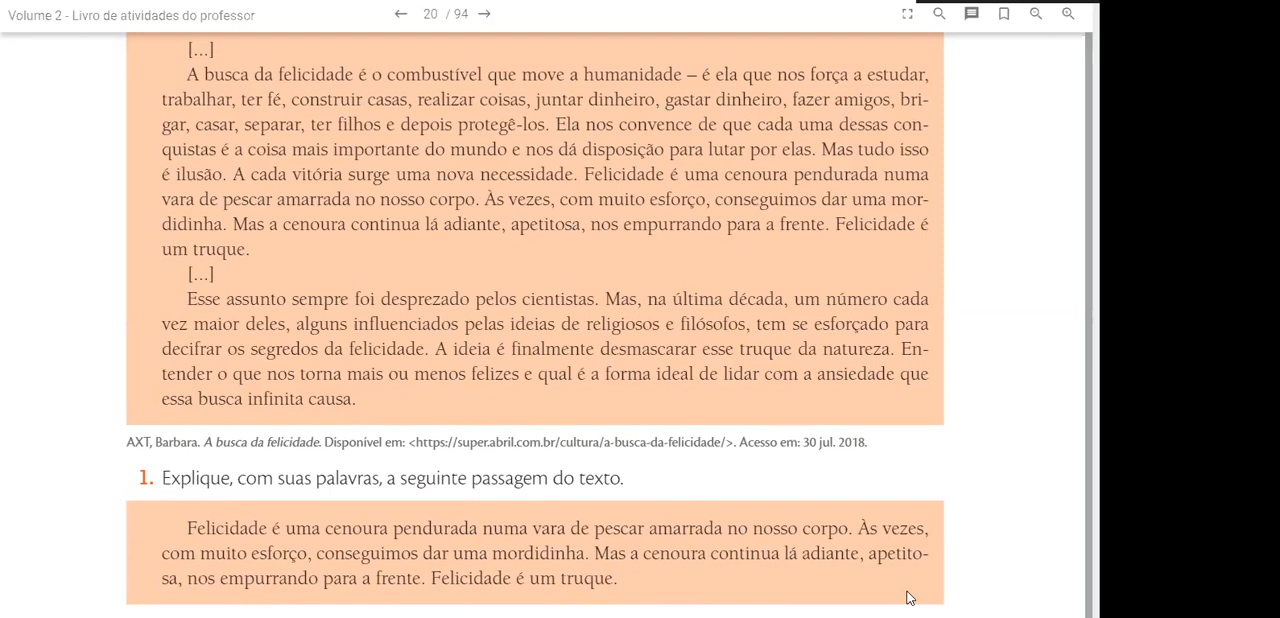 Volume 2 - Livro de atividades do professor
20 / 94
[...]
A busca da felicidade é o combustível que move a humanidade – é ela que nos força a estudar,
trabalhar, ter fé, construir casas, realizar coisas, juntar dinheiro, gastar dinheiro, fazer amigos, bri-
gar, casar, separar, ter filhos e depois protegê-los. Ela nos convence de que cada uma dessas con-
quistas é a coisa mais importante do mundo e nos dá disposição para lutar por elas. Mas tudo isso
é ilusão. A cada vitória surge uma nova necessidade. Felicidade é uma cenoura pendurada numa
vara de pescar amarrada no nosso corpo. Às vezes, com muito esforço, conseguimos dar uma mor-
didinha. Mas a cenoura continua lá adiante, apetitosa, nos empurrando para a frente. Felicidade é
um truque.
[...]
Esse assunto sempre foi desprezado pelos cientistas. Mas, na última década, um número cada
vez maior deles, alguns influenciados pelas ideias de religiosos e filósofos, tem se esforçado para
decifrar os segredos da felicidade. A ideia é finalmente desmascarar esse truque da natureza. En-
tender o que nos torna mais ou menos felizes e qual é a forma ideal de lidar com a ansiedade que
essa busca infinita causa.
AXT, Barbara. A busca da felicidade. Disponível em: <https://super.abril.com.br/cultura/a-busca-da-felicidade/>. Acesso em: 30 jul. 2018.
1. Explique, com suas palavras, a seguinte passagem do texto.
Felicidade é uma cenoura pendurada numa vara de pescar amarrada no nosso corpo. Às vezes,
com muito esforço, conseguimos dar uma mordidinha. Mas a cenoura continua lá adiante, apetito-
sa, nos empurrando para a frente. Felicidade é um truque.